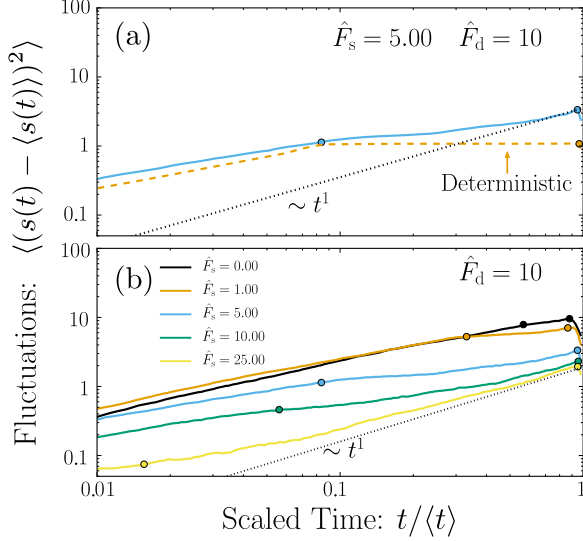 (a)
F̂s = 5.00 F̂d = 10
100
10
1
0.1
Deterministic
∼ t¹
(b)
F̂s = 0.00
F̂s = 1.00
F̂s = 5.00
F̂s = 10.00
F̂s = 25.00
F̂d = 10
100
10
1
0.1
∼ t¹
0.01 0.1 1
Scaled Time: t/⟨t⟩
Fluctuations: ⟨(s(t) − ⟨s(t)⟩)²⟩